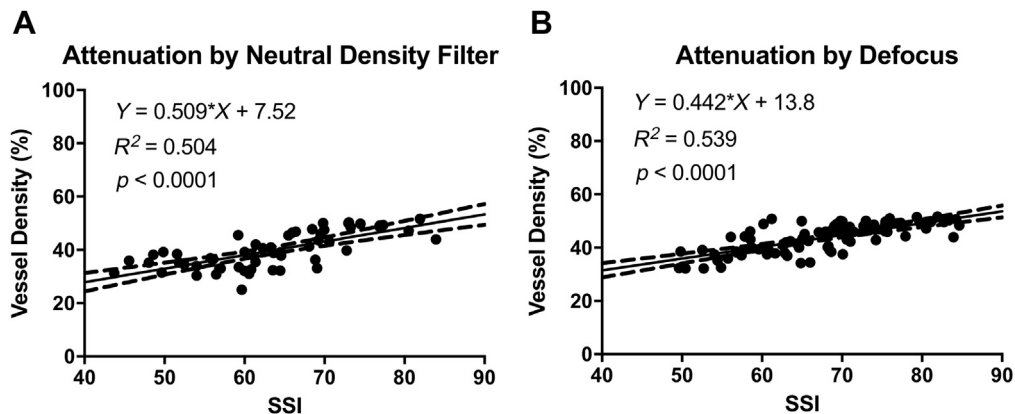 A
Attenuation by Neutral Density Filter
Y = 0.509*X + 7.52
R² = 0.504
p < 0.0001
Vessel Density (%)
100
80
60
40
20
0
40 50 60 70 80 90
SSI
B
Attenuation by Defocus
Y = 0.442*X + 13.8
R² = 0.539
p < 0.0001
Vessel Density (%)
100
80
60
40
20
0
40 50 60 70 80 90
SSI